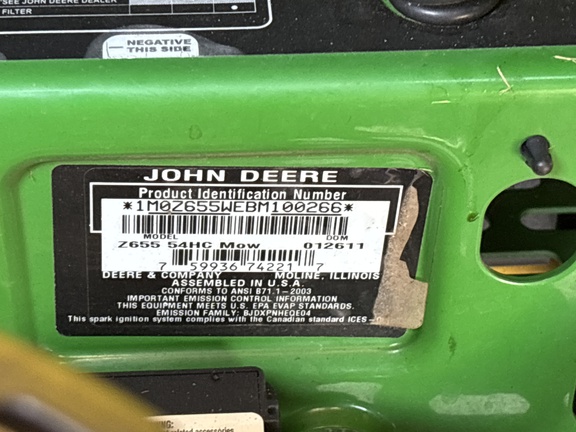 SEE JOHN DEERE DEALER
FILTER
NEGATIVE
THIS SIDE
JOHN DEERE
Product Identification Number
*1M0Z655WEBM100266*
MODEL DOM
Z655 54HC Mow 012611
7 59936 74221 7
DEERE & COMPANY MOLINE, ILLINOIS
ASSEMBLED IN U.S.A.
CONFORMS TO ANSI B71.1-2003
IMPORTANT EMISSION CONTROL INFORMATION
THIS EQUIPMENT MEETS U.S. EPA EVAP STANDARDS.
EMISSION FAMILY: BJDXPNHEQE04
This spark ignition system complies with the Canadian standard ICES -
accessories